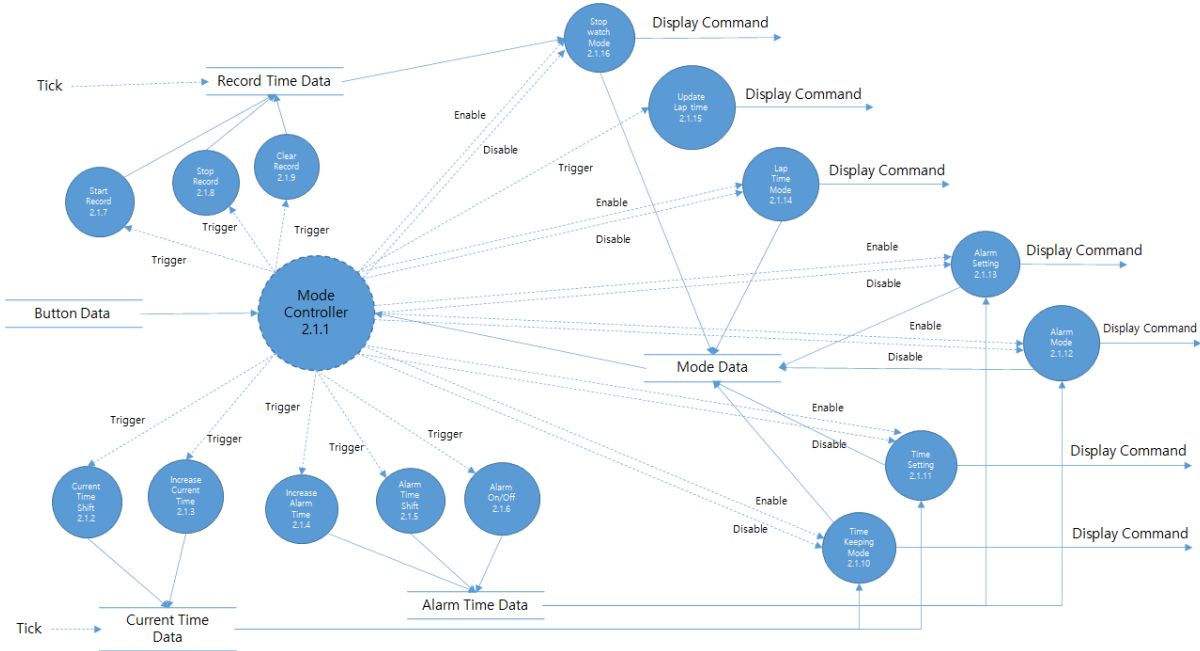 Stop
watch
Mode
2.1.16
Display Command
Tick
Record Time Data
Update
Lap time
2.1.15
Display Command
Enable
Disable
Trigger
Clear
Record
2.1.9
Stop
Record
2.1.8
Start
Record
2.1.7
Lap
Time
Mode
2.1.14
Display Command
Enable
Disable
Trigger
Trigger
Trigger
Enable
Disable
Alarm
Setting
2.1.13
Display Command
Button Data
Mode
Controller
2.1.1
Enable
Disable
Alarm
Mode
2.1.12
Display Command
Mode Data
Trigger
Trigger
Trigger
Trigger
Trigger
Enable
Disable
Time
Setting
2.1.11
Display Command
Current
Time
Shift
2.1.2
Increase
Current
Time
2.1.3
Increase
Alarm
Time
2.1.4
Alarm
Time
Shift
2.1.5
Alarm
On/Off
2.1.6
Enable
Disable
Time
Keeping
Mode
2.1.10
Display Command
Alarm Time Data
Tick
Current Time
Data